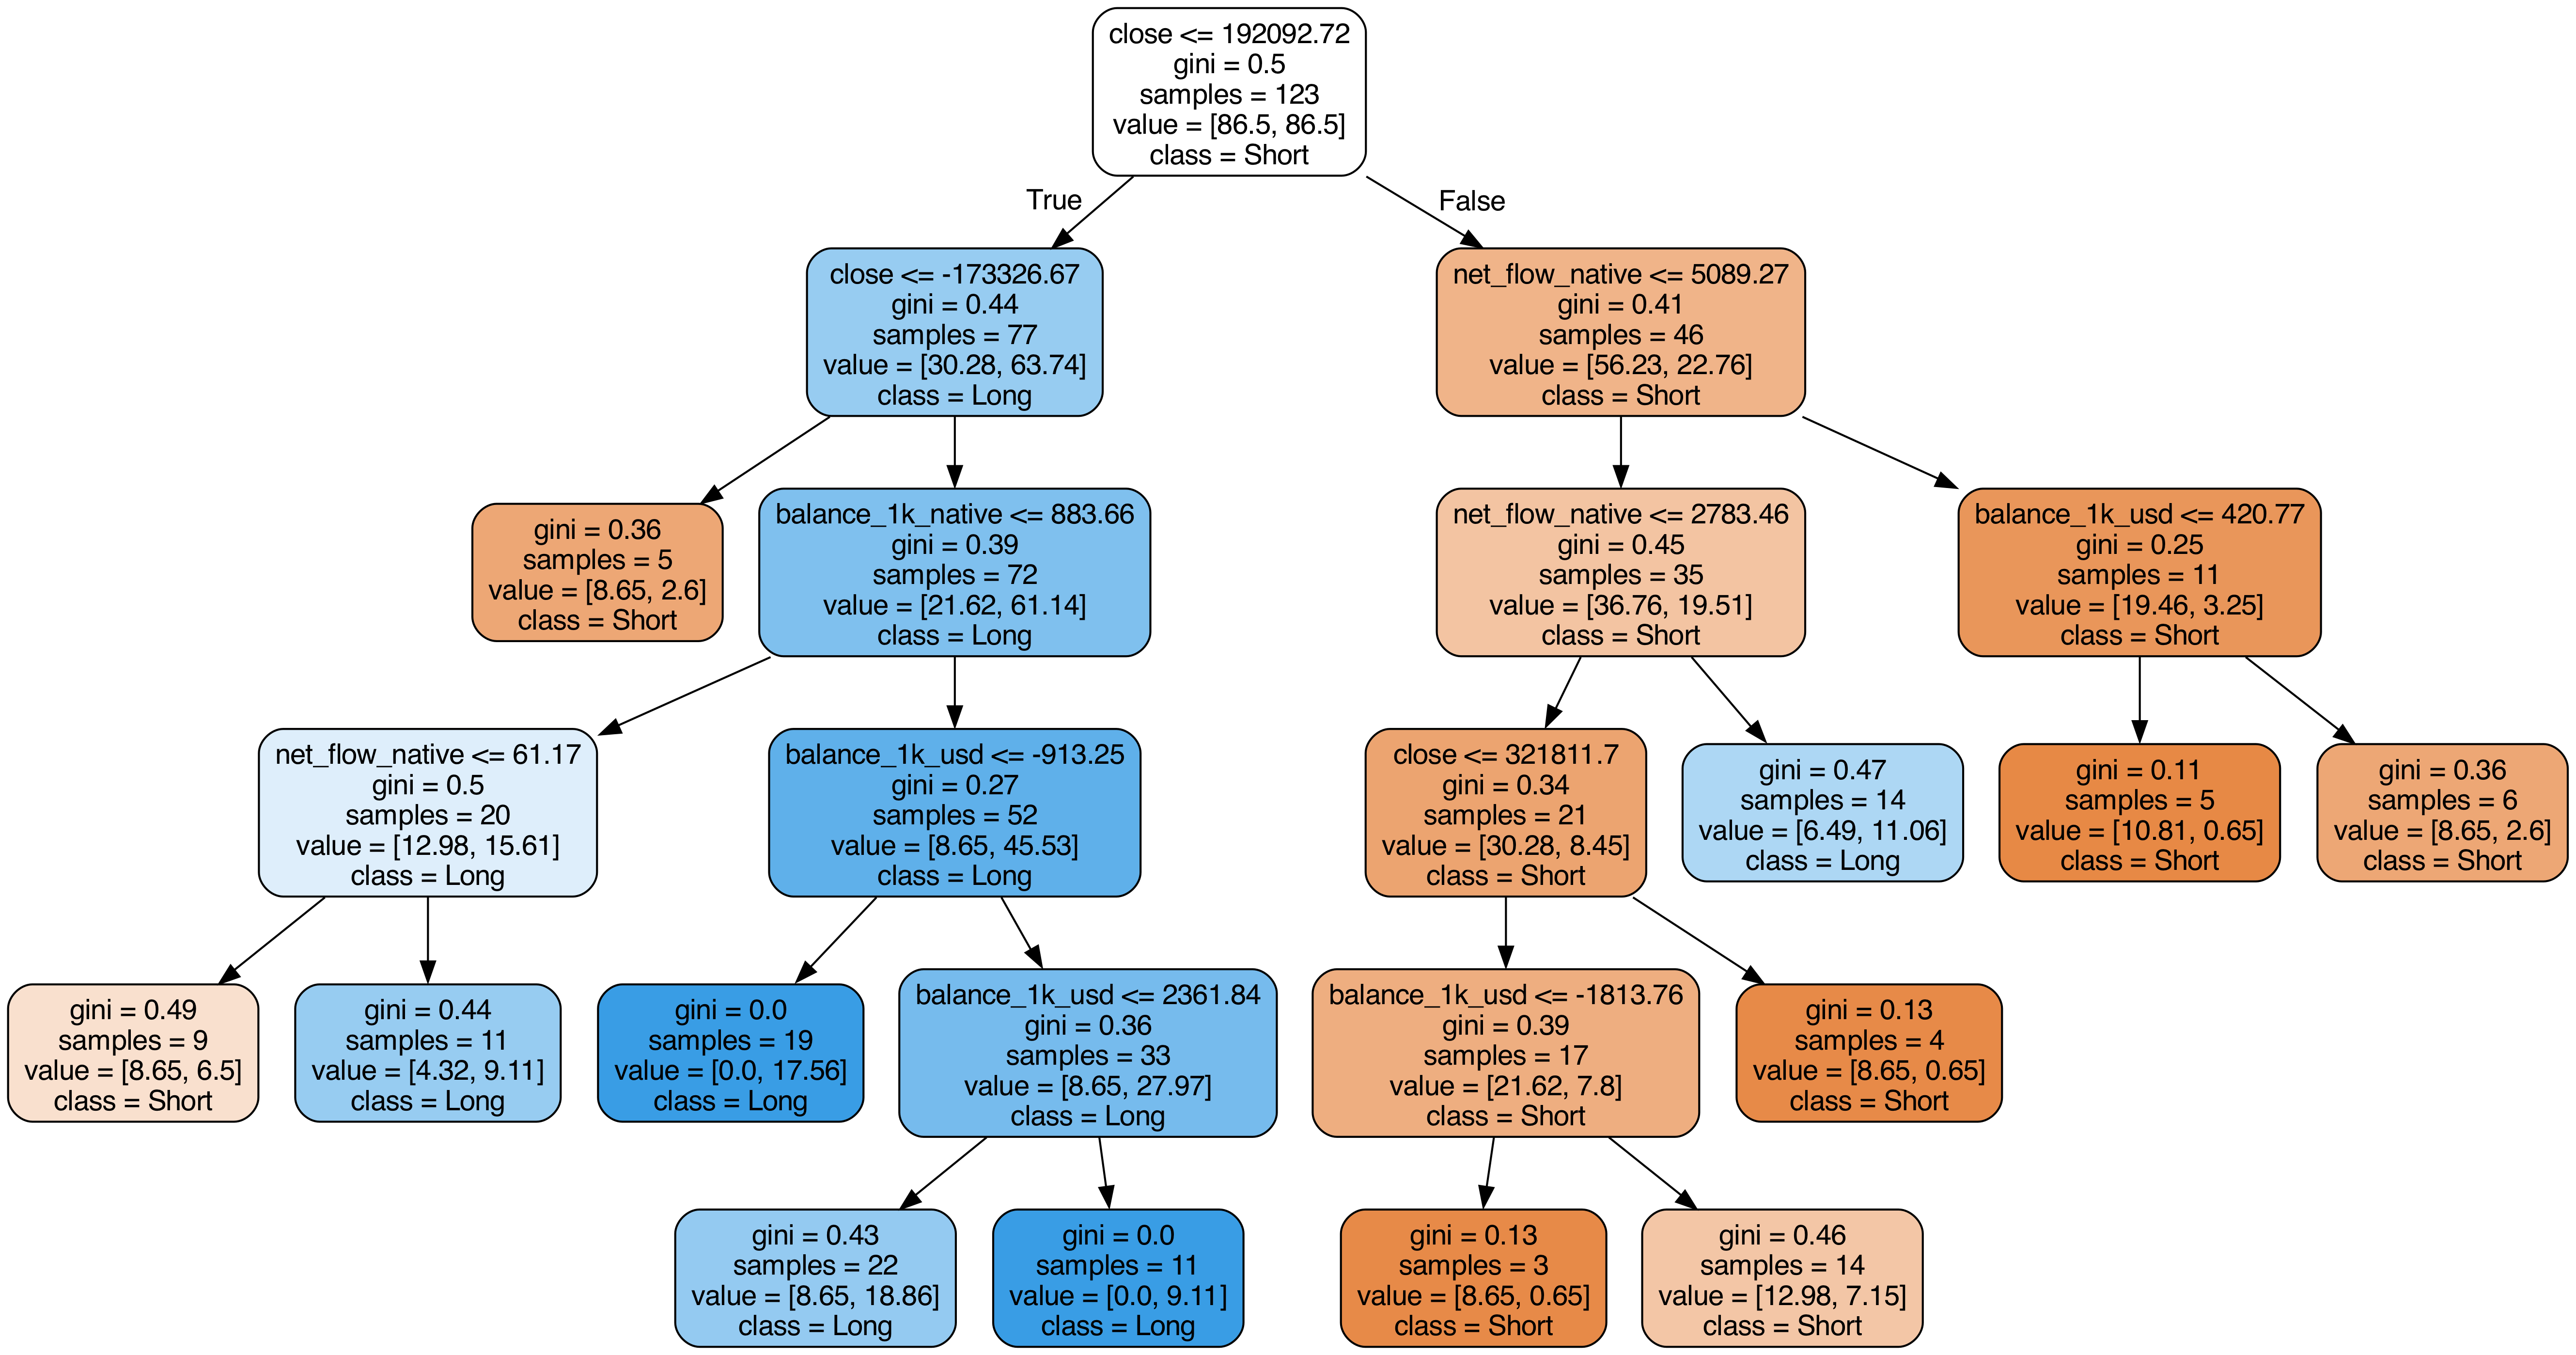 close <= 192092.72
gini = 0.5
samples = 123
value = [86.5, 86.5]
class = Short
True
False
close <= -173326.67
gini = 0.44
samples = 77
value = [30.28, 63.74]
class = Long
net_flow_native <= 5089.27
gini = 0.41
samples = 46
value = [56.23, 22.76]
class = Short
gini = 0.36
samples = 5
value = [8.65, 2.6]
class = Short
balance_1k_native <= 883.66
gini = 0.39
samples = 72
value = [21.62, 61.14]
class = Long
net_flow_native <= 2783.46
gini = 0.45
samples = 35
value = [36.76, 19.51]
class = Short
balance_1k_usd <= 420.77
gini = 0.25
samples = 11
value = [19.46, 3.25]
class = Short
net_flow_native <= 61.17
gini = 0.5
samples = 20
value = [12.98, 15.61]
class = Long
balance_1k_usd <= -913.25
gini = 0.27
samples = 52
value = [8.65, 45.53]
class = Long
close <= 321811.7
gini = 0.34
samples = 21
value = [30.28, 8.45]
class = Short
gini = 0.47
samples = 14
value = [6.49, 11.06]
class = Long
gini = 0.11
samples = 5
value = [10.81, 0.65]
class = Short
gini = 0.36
samples = 6
value = [8.65, 2.6]
class = Short
gini = 0.49
samples = 9
value = [8.65, 6.5]
class = Short
gini = 0.44
samples = 11
value = [4.32, 9.11]
class = Long
gini = 0.0
samples = 19
value = [0.0, 17.56]
class = Long
balance_1k_usd <= 2361.84
gini = 0.36
samples = 33
value = [8.65, 27.97]
class = Long
balance_1k_usd <= -1813.76
gini = 0.39
samples = 17
value = [21.62, 7.8]
class = Short
gini = 0.13
samples = 4
value = [8.65, 0.65]
class = Short
gini = 0.43
samples = 22
value = [8.65, 18.86]
class = Long
gini = 0.0
samples = 11
value = [0.0, 9.11]
class = Long
gini = 0.13
samples = 3
value = [8.65, 0.65]
class = Short
gini = 0.46
samples = 14
value = [12.98, 7.15]
class = Short